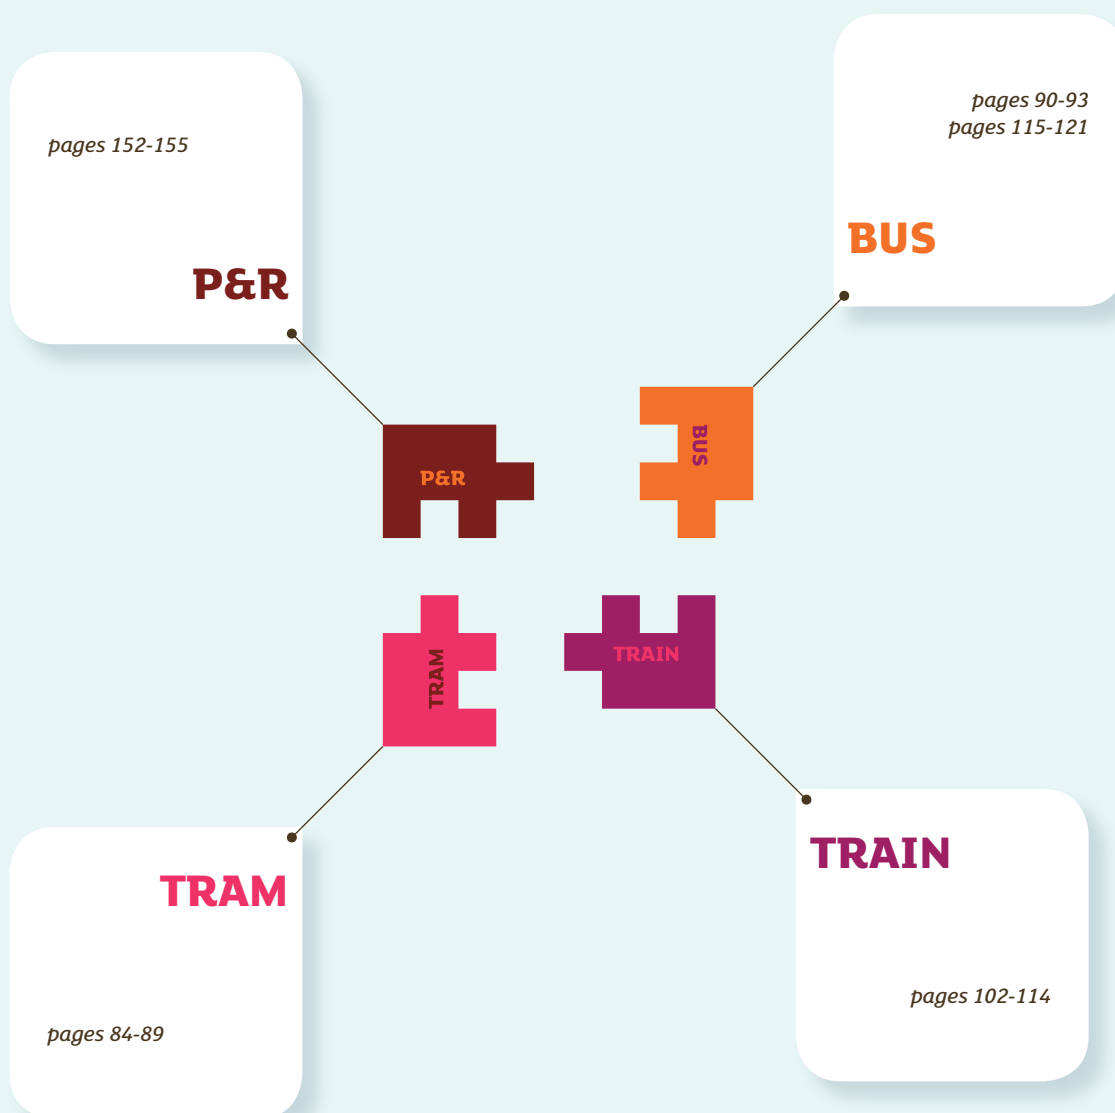 pages 152-155
P&R
pages 90-93
pages 115-121
BUS
P&R
BUS
TRAM
TRAIN
TRAM
pages 84-89
TRAIN
pages 102-114